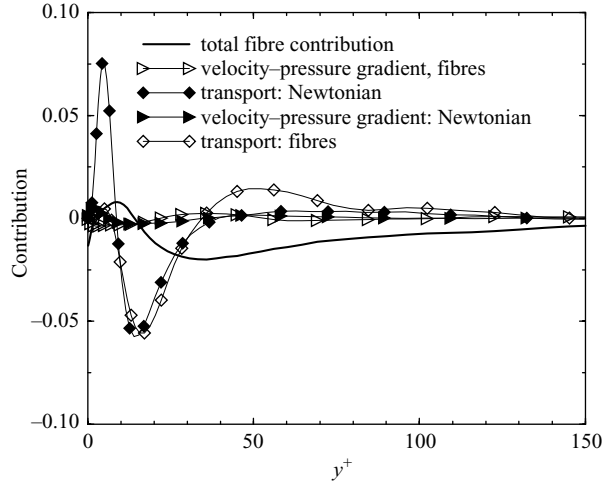 0.10
total fibre contribution
velocity–pressure gradient, fibres
transport: Newtonian
velocity–pressure gradient: Newtonian
transport: fibres
0.05
0
–0.05
–0.10
Contribution
0 50 100 150
y+